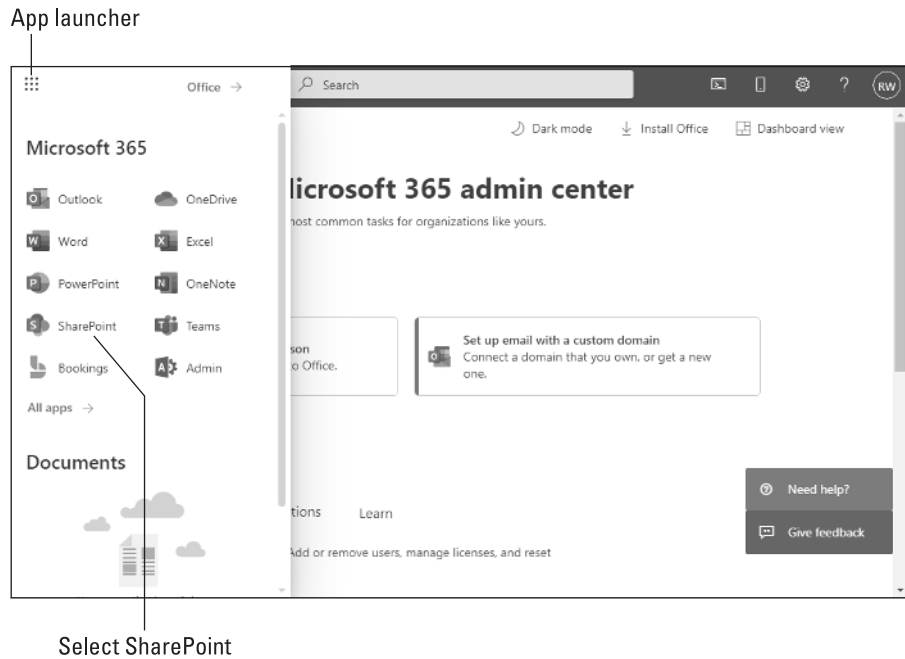 App launcher
Office →
Search
RW
Dark mode
Install Office
Dashboard view
Microsoft 365
Outlook
OneDrive
Word
Excel
PowerPoint
OneNote
SharePoint
Teams
Bookings
Admin
All apps →
Documents
licrosoft 365 admin center
nost common tasks for organizations like yours.
son
o Office.
Set up email with a custom domain
Connect a domain that you own, or get a new
one.
tions
Learn
Add or remove users, manage licenses, and reset
Need help?
Give feedback
Select SharePoint